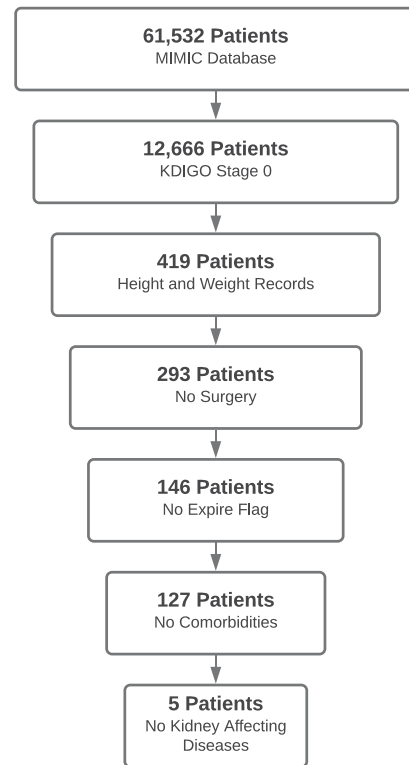 61,532 Patients
MIMIC Database
12,666 Patients
KDIGO Stage 0
419 Patients
Height and Weight Records
293 Patients
No Surgery
146 Patients
No Expire Flag
127 Patients
No Comorbidities
5 Patients
No Kidney Affecting
Diseases